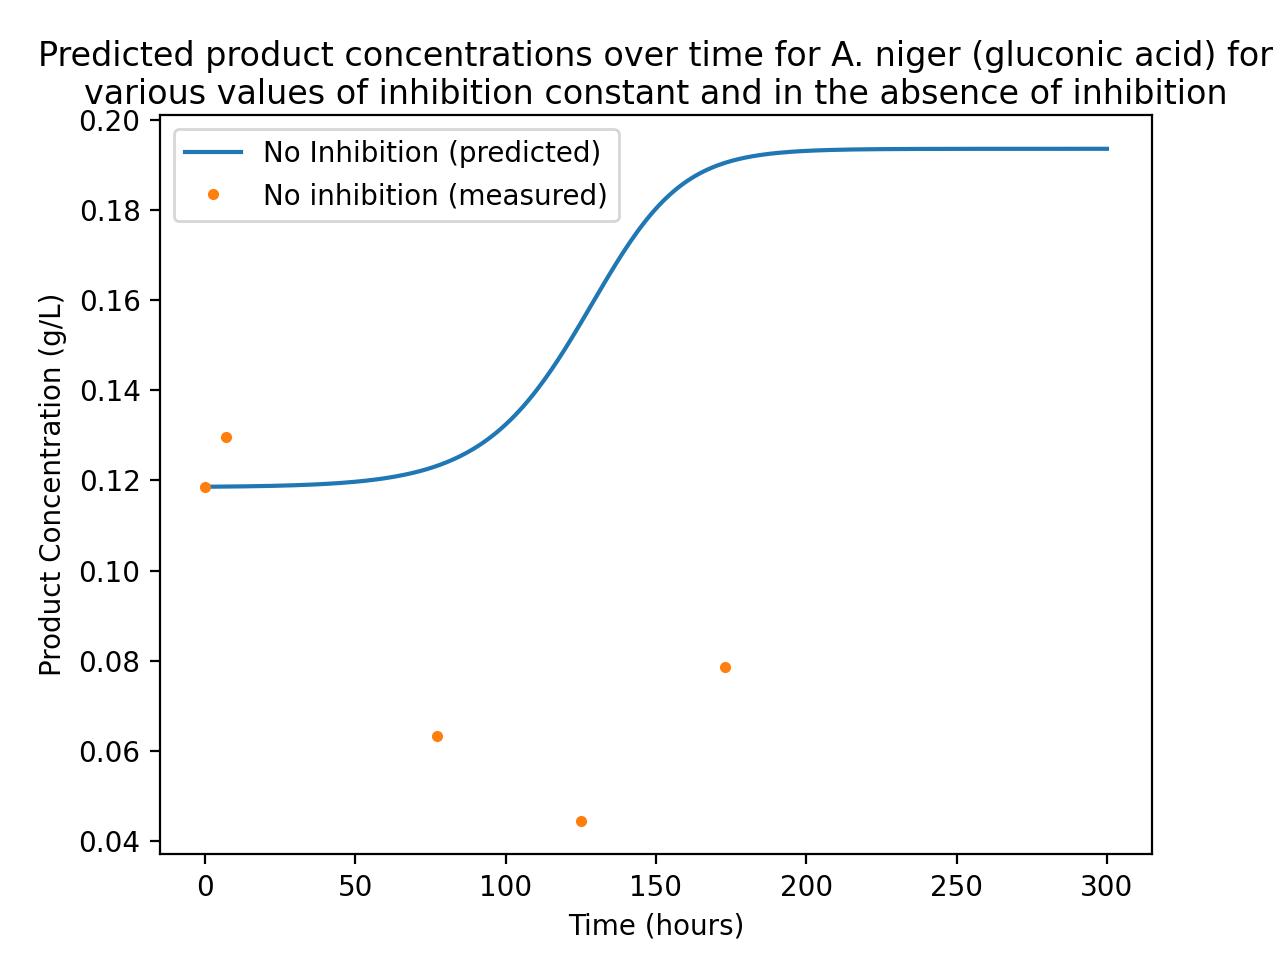 Predicted product concentrations over time for A. niger (gluconic acid) for
various values of inhibition constant and in the absence of inhibition
No Inhibition (predicted)
No inhibition (measured)
Product Concentration (g/L)
0.20
0.18
0.16
0.14
0.12
0.10
0.08
0.06
0.04
0 50 100 150 200 250 300
Time (hours)